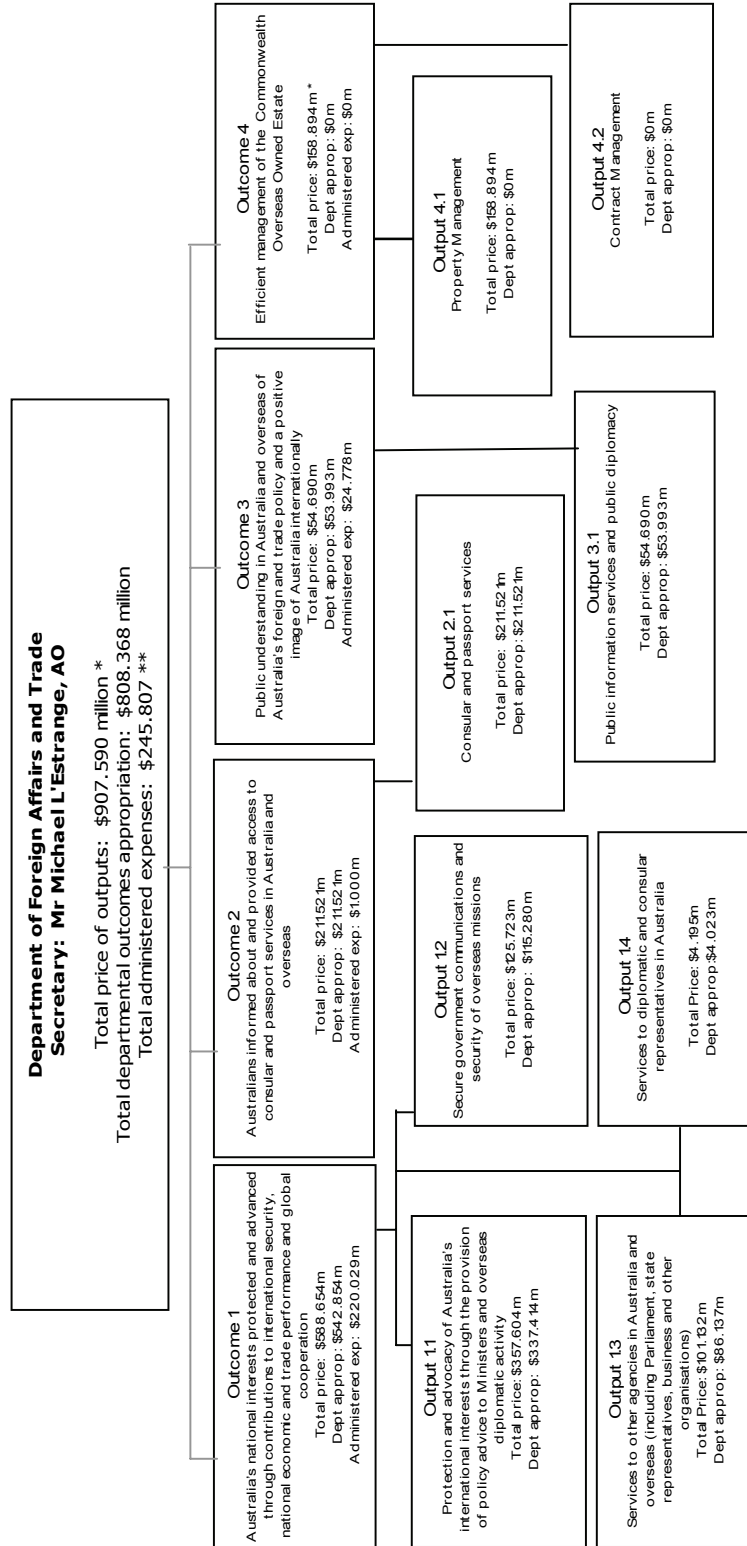 Department of Foreign Affairs and Trade
Secretary: Mr Michael L'Estrange, AO
Total price of outputs: $907.590 million *
Total departmental outcomes appropriation: $808.368 million
Total administered expenses: $245.807 **
Outcome 1
Australia's national interests protected and advanced
through contributions to international security,
national economic and trade performance and global
cooperation
Total price: $588.654m
Dept approp: $542.854m
Administered exp: $220.029m
Outcome 2
Australians informed about and provided access to
consular and passport services in Australia and
overseas
Total price: $211.521m
Dept approp: $211.521m
Administered exp: $1.000m
Outcome 3
Public understanding in Australia and overseas of
Australia's foreign and trade policy and a positive
image of Australia internationally
Total price: $54.690m
Dept approp: $53.993m
Administered exp: $24.778m
Outcome 4
Efficient management of the Commonwealth
Overseas Owned Estate
Total price: $158.894m *
Dept approp: $0m
Administered exp: $0m
Output 1.1
Protection and advocacy of Australia's
international interests through the provision
of policy advice to Ministers and overseas
diplomatic activity
Total price: $357.604m
Dept approp: $337.414m
Output 1.2
Secure government communications and
security of overseas missions
Total price: $125.723m
Dept approp: $115.280m
Output 2.1
Consular and passport services
Total price: $211.521m
Dept approp: $211.521m
Output 4.1
Property Management
Total price: $158.894m
Dept approp: $0m
Output 1.3
Services to other agencies in Australia and
overseas (including Parliament, state
representatives, business and other
organisations)
Total Price: $101.132m
Dept approp: $86.137m
Output 1.4
Services to diplomatic and consular
representatives in Australia
Total Price: $4.195m
Dept approp:$4.023m
Output 3.1
Public information services and public diplomacy
Total price: $54.690m
Dept approp: $53.993m
Output 4.2
Contract Management
Total price: $0m
Dept approp: $0m